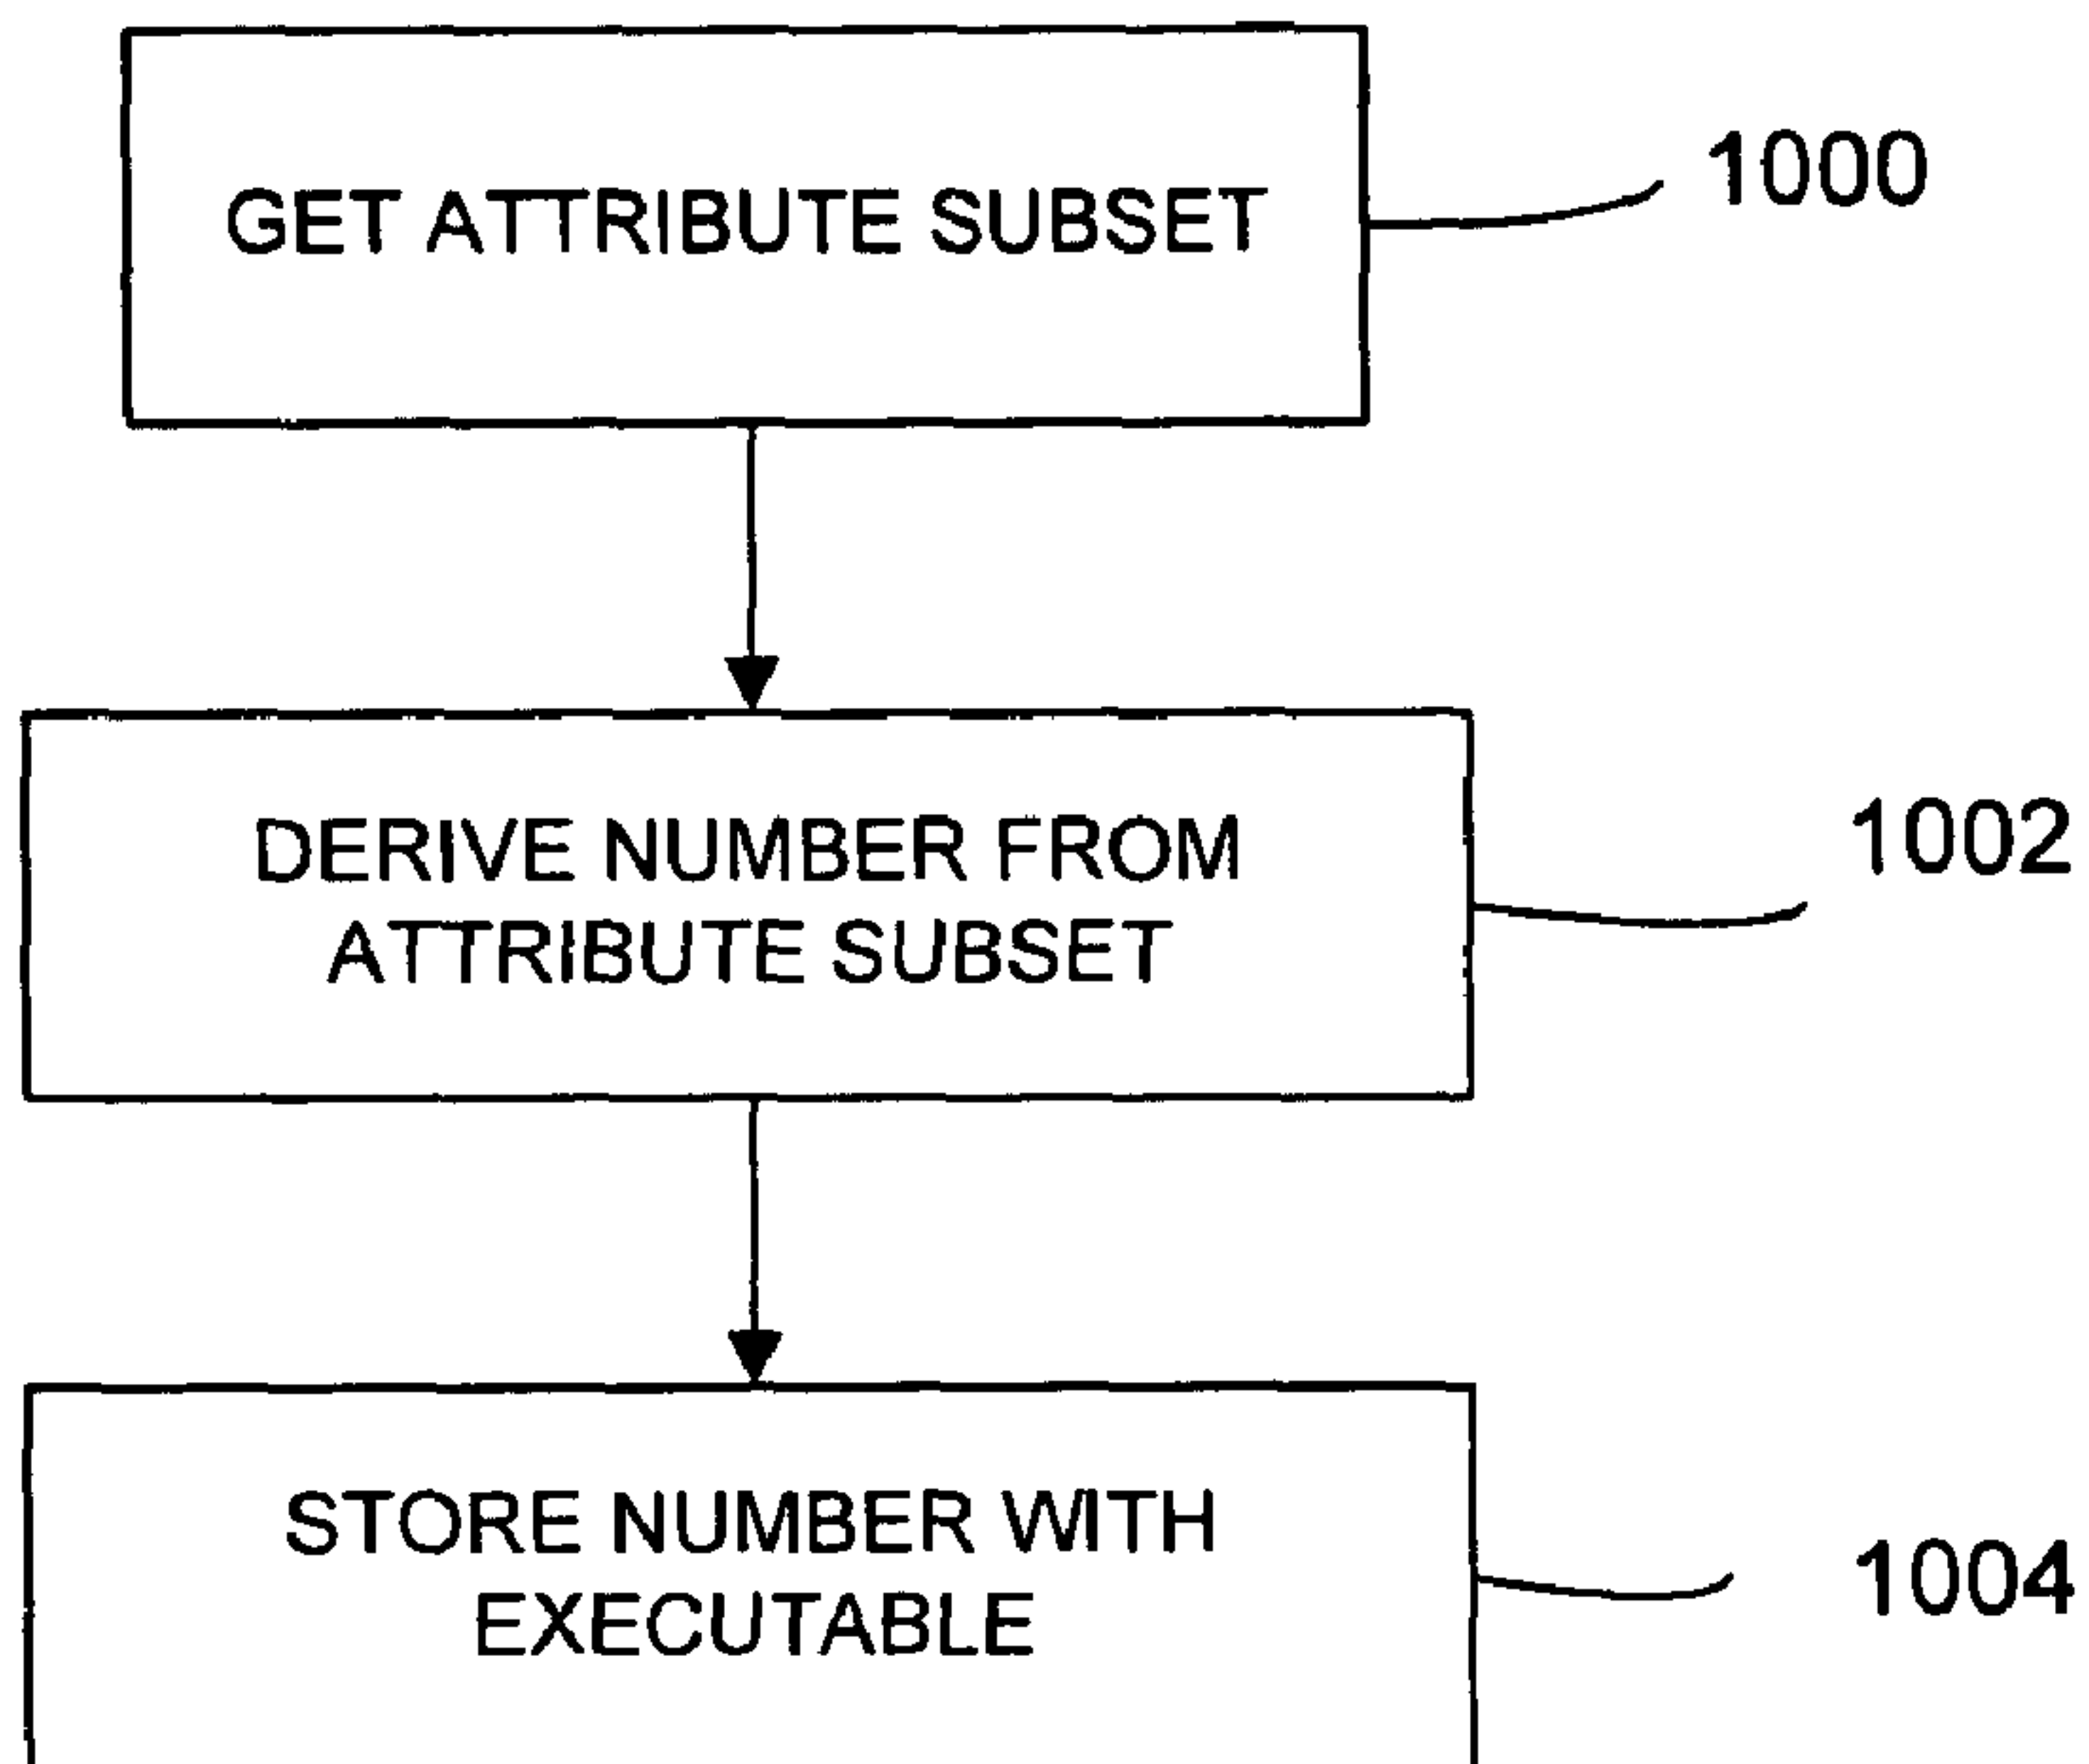 GET ATTRIBUTE SUBSET
1000
DERIVE NUMBER FROM
ATTRIBUTE SUBSET
1002
STORE NUMBER WITH
EXECUTABLE
1004